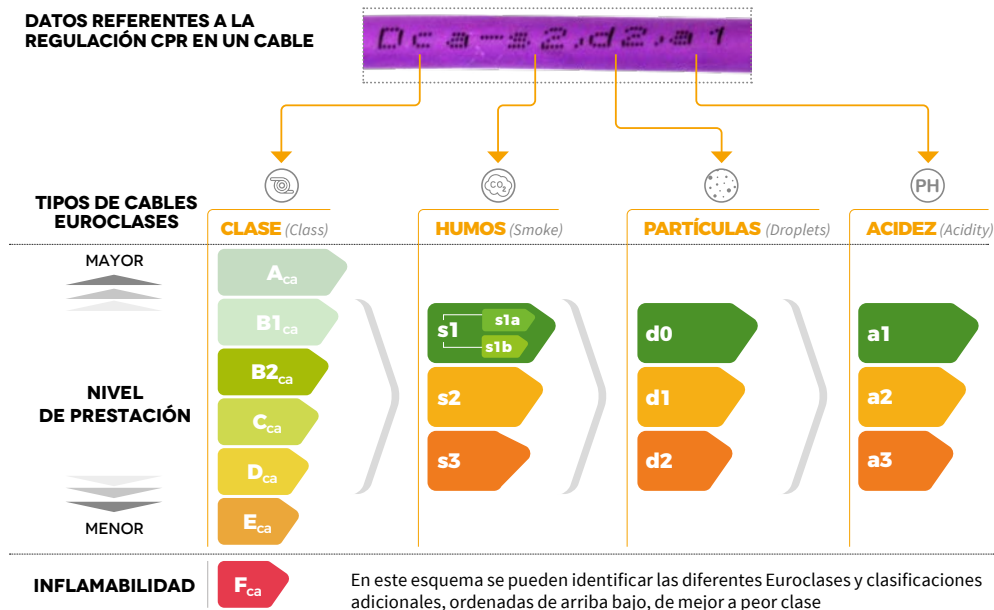 DATOS REFERENTES A LA
REGULACIÓN CPR EN UN CABLE
Dca-s2,d2,a1
TIPOS DE CABLES
EUROCLASES
CO2
PH
CLASE (Class)
HUMOS (Smoke)
PARTÍCULAS (Droplets)
ACIDEZ (Acidity)
MAYOR
NIVEL
DE PRESTACIÓN
MENOR
Aca
B1ca
B2ca
Cca
Dca
Eca
s1
s1a
s1b
s2
s3
d0
d1
d2
a1
a2
a3
INFLAMABILIDAD
Fca
En este esquema se pueden identificar las diferentes Euroclases y clasificaciones
adicionales, ordenadas de arriba bajo, de mejor a peor clase